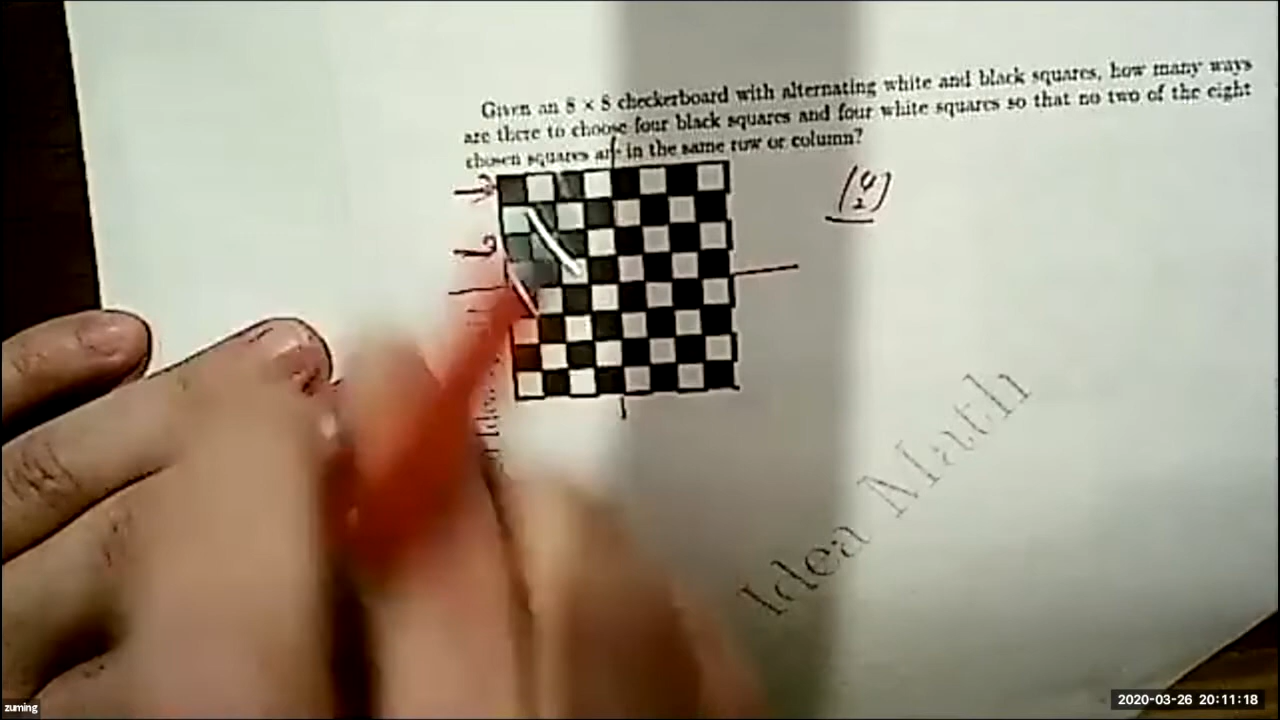 Given an 8 × 8 checkerboard with alternating white and black squares, how many ways
are there to choose four black squares and four white squares so that no two of the eight
chosen squares are in the same row or column?
Idea Math
zuming
2020-03-26 20:11:18